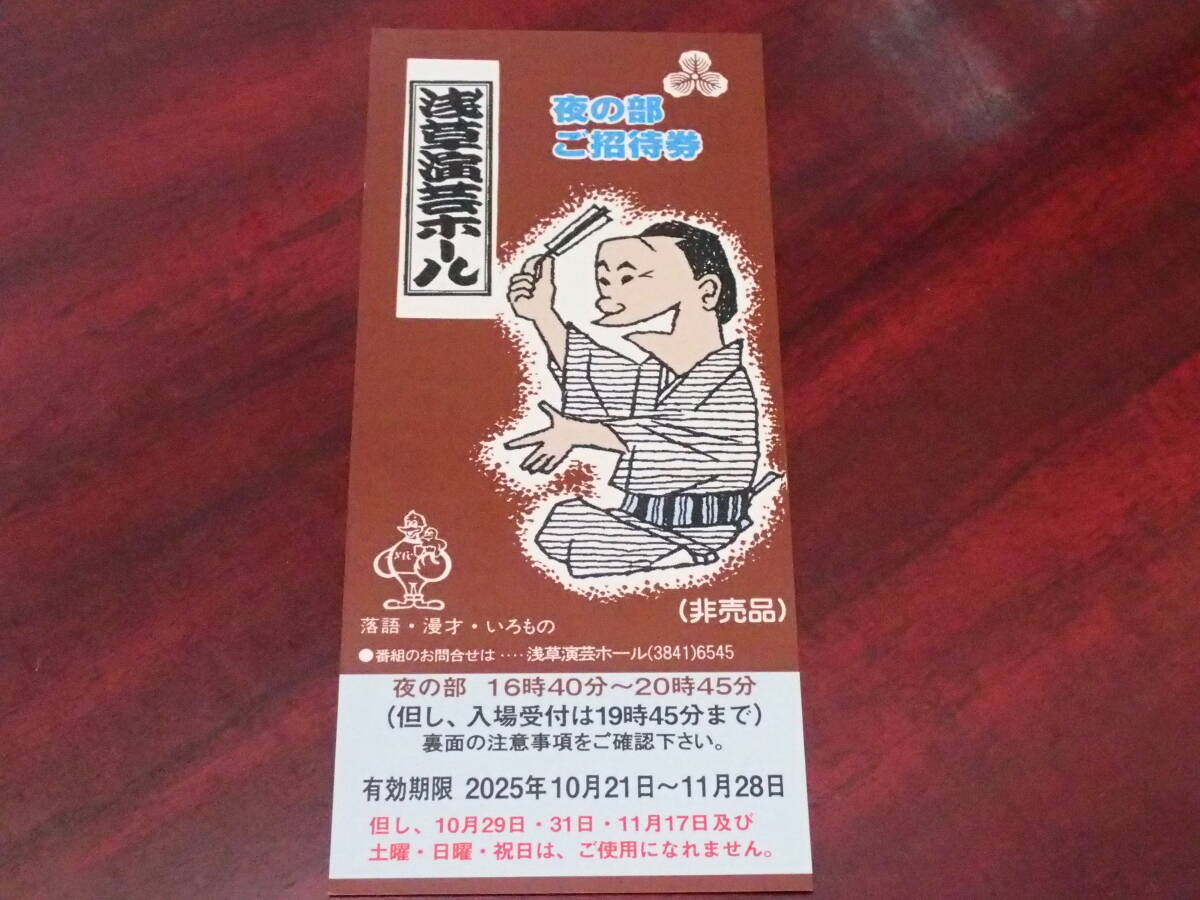 浅草演芸ホール
夜の部
ご招待券
(非売品)
落語・漫才・いろもの
●番組のお問合せは‥‥浅草演芸ホール(3841)6545
夜の部 16時40分〜20時45分
(但し、入場受付は19時45分まで)
裏面の注意事項をご確認下さい。
有効期限 2025年10月21日〜11月28日
但し、10月29日・31日・11月17日及び
土曜・日曜・祝日は、ご使用になれません。